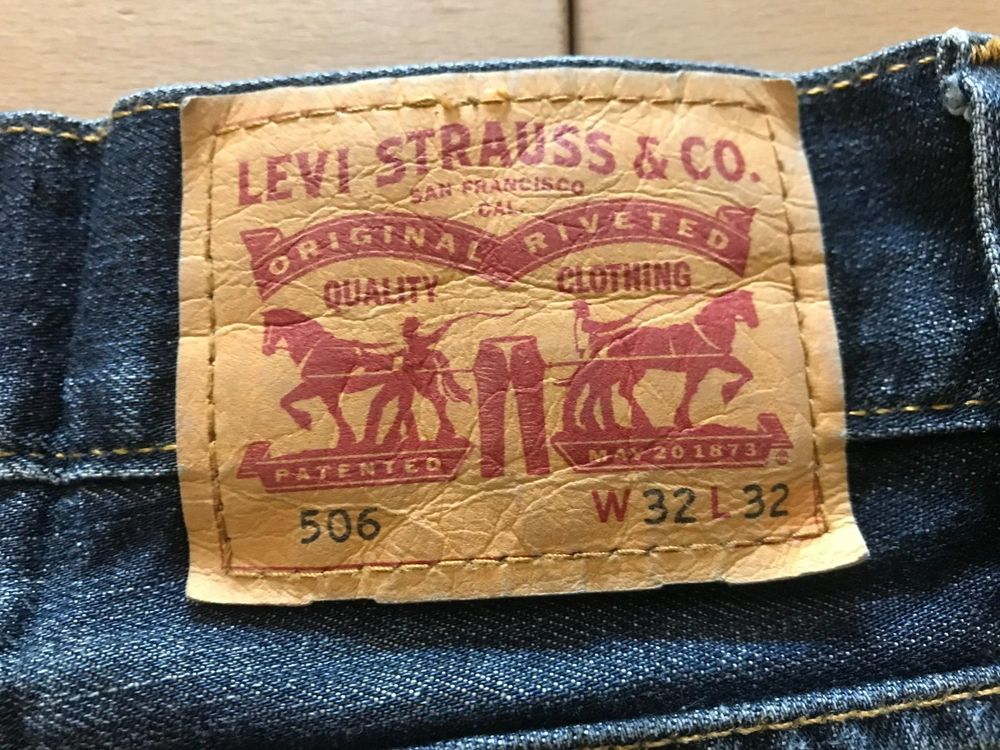 LEVI STRAUSS & CO.
SAN FRANCISCO
CAL.
ORIGINAL RIVETED
QUALITY CLOTHING
PATENTED MAY 20 1873 ®
506 W 32 L 32